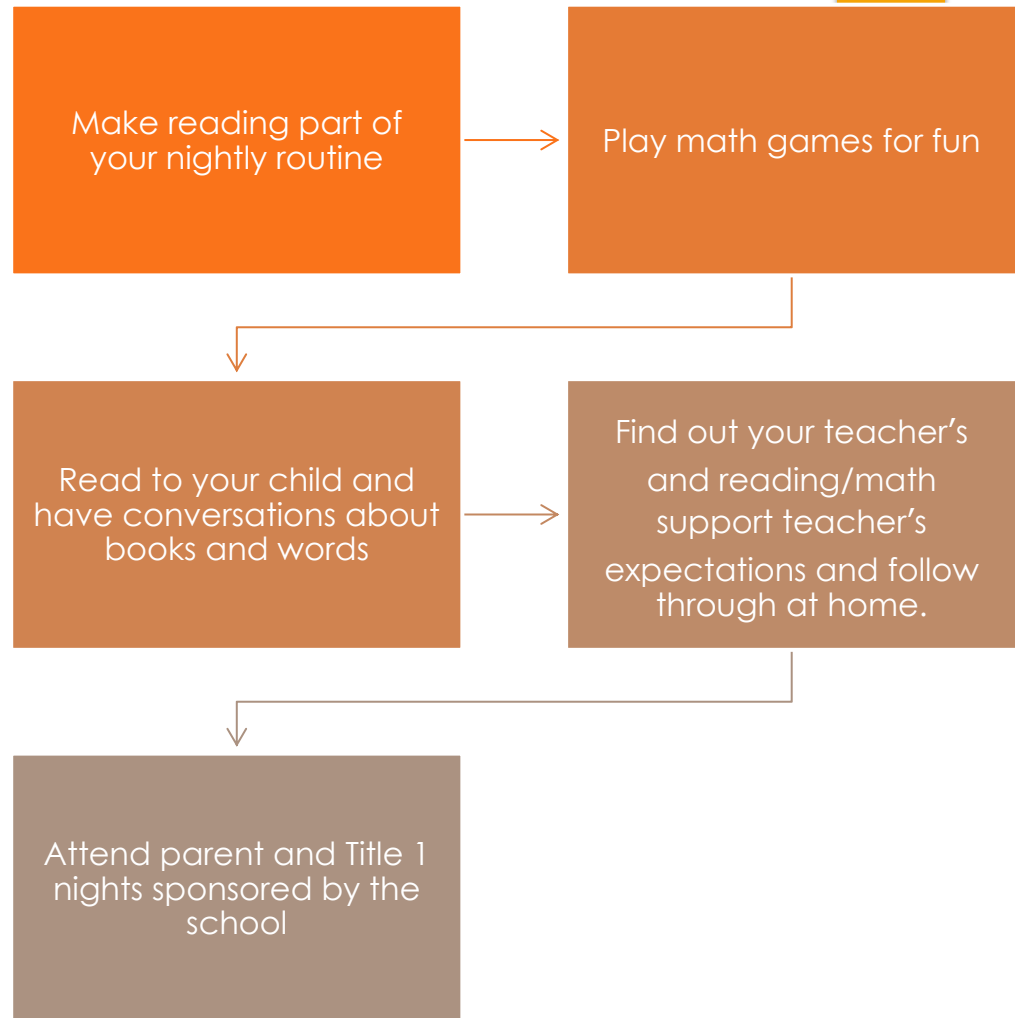 Make reading part of
your nightly routine
Play math games for fun
Read to your child and
have conversations about
books and words
Find out your teacher’s
and reading/math
support teacher’s
expectations and follow
through at home.
Attend parent and Title 1
nights sponsored by the
school